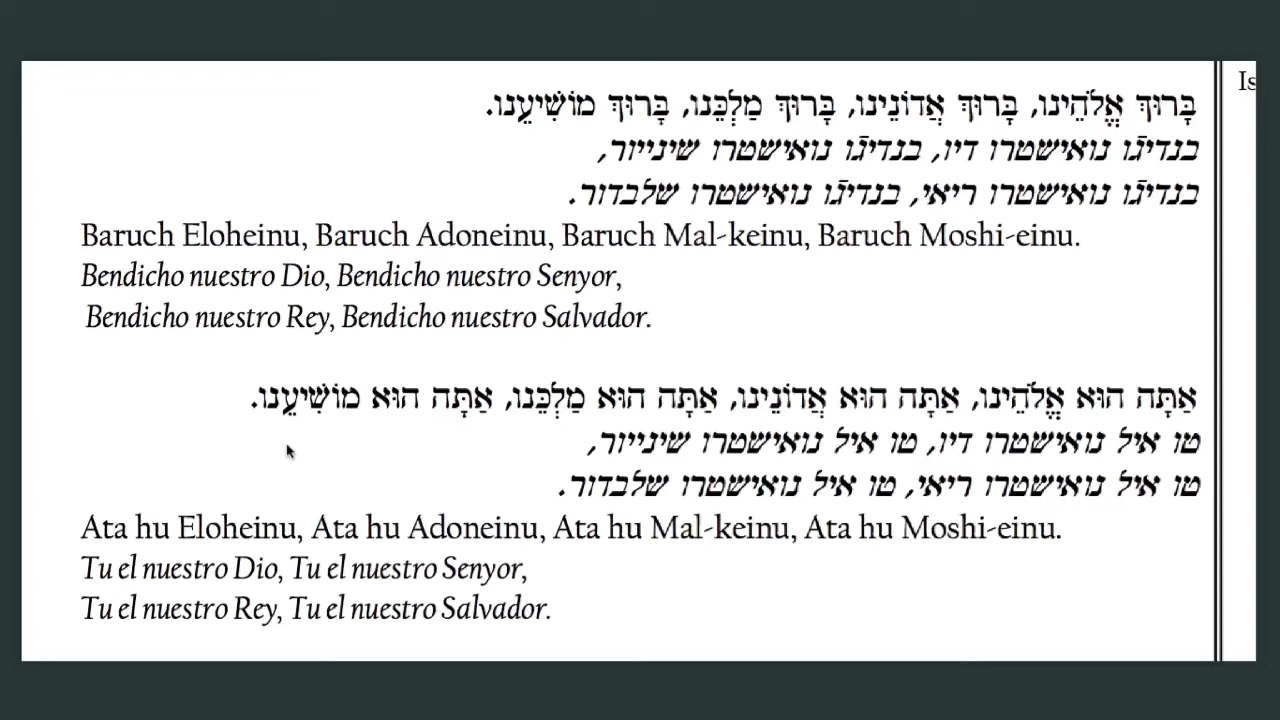 בָּרוּךְ אֱלֹהֵינוּ, בָּרוּךְ אֲדוֹנֵינוּ, בָּרוּךְ מַלְכֵּנוּ, בָּרוּךְ מוֹשִׁיעֵנוּ.
בנדיגֿו נואישטרו דיו, בנדיגֿו נואישטרו שינייור,
בנדיגֿו נואישטרו ריאי, בנדיגֿו נואישטרו שלבדור.
Baruch Eloheinu, Baruch Adoneinu, Baruch Mal-keinu, Baruch Moshi-einu.
Bendicho nuestro Dio, Bendicho nuestro Senyor,
Bendicho nuestro Rey, Bendicho nuestro Salvador.
אַתָּה הוּא אֱלֹהֵינוּ, אַתָּה הוּא אֲדוֹנֵינוּ, אַתָּה הוּא מַלְכֵּנוּ, אַתָּה הוּא מוֹשִׁיעֵנוּ.
טו איל נואישטרו דיו, טו איל נואישטרו שינייור,
טו איל נואישטרו ריאי, טו איל נואישטרו שלבדור.
Ata hu Eloheinu, Ata hu Adoneinu, Ata hu Mal-keinu, Ata hu Moshi-einu.
Tu el nuestro Dio, Tu el nuestro Senyor,
Tu el nuestro Rey, Tu el nuestro Salvador.